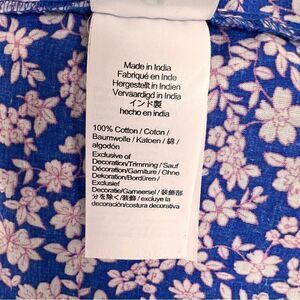 Made in India
Fabriqué en Inde
Hergestellt in Indien
Vervaardigd in India
インド製
hecho en india
100% Cotton / Coton /
Baumwolle / Katoen / 綿 /
algodón
Exclusive of
Decoration/Trimming / Sauf
Décoration/Garniture / Ohne
Dekoration/Bordüren /
Exclusief
Decoratie/Garneersel / 装飾部
分を除く/装飾 / excluye la
decoración/costura decorativa